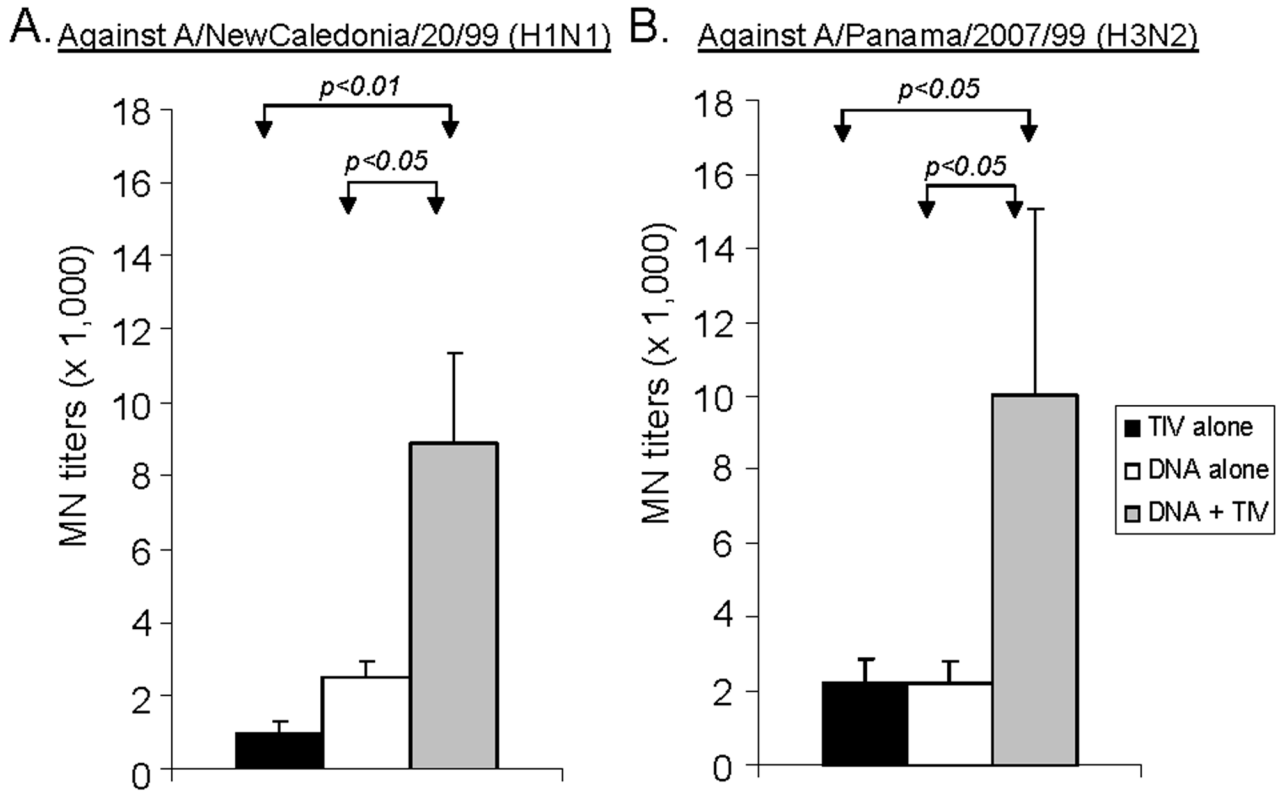 A. Against A/NewCaledonia/20/99 (H1N1)
p<0.01
p<0.05
MN titers (x 1,000)
18
16
14
12
10
8
6
4
2
0
B. Against A/Panama/2007/99 (H3N2)
p<0.05
p<0.05
MN titers (x 1,000)
18
16
14
12
10
8
6
4
2
0
TIV alone
DNA alone
DNA + TIV